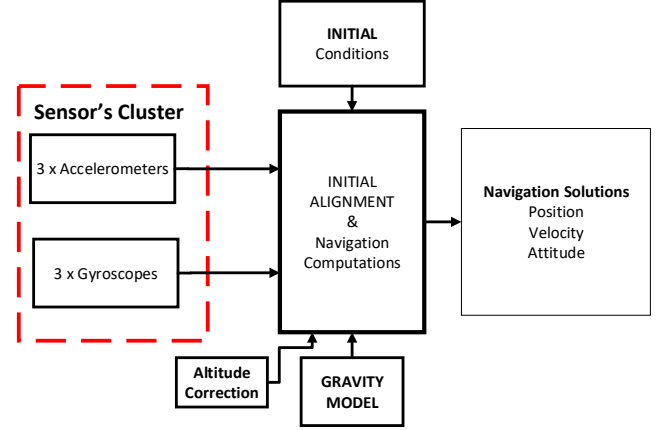 INITIAL
Conditions
Sensor's Cluster
3 x Accelerometers
3 x Gyroscopes
INITIAL
ALIGNMENT
&
Navigation
Computations
Navigation Solutions
Position
Velocity
Attitude
Altitude
Correction
GRAVITY
MODEL